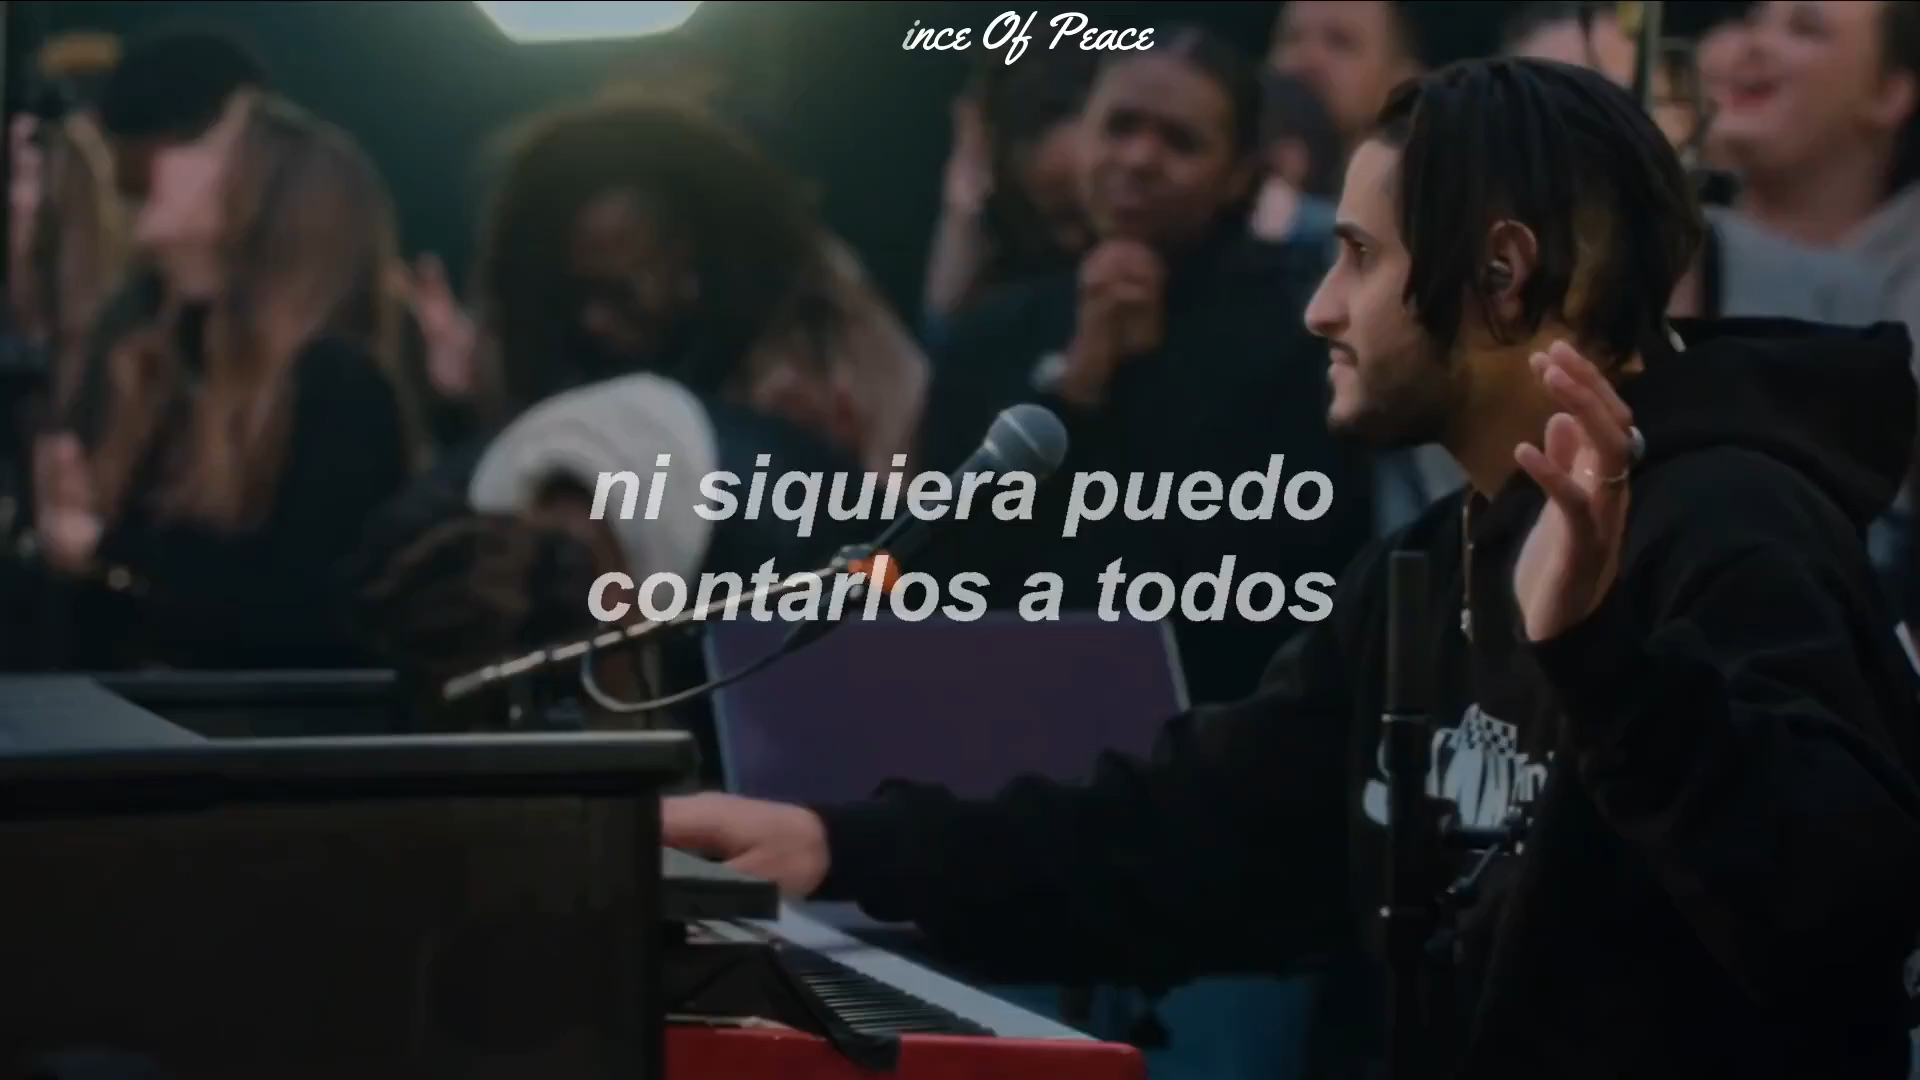 ince Of Peace
ni siquiera puedo
contarlos a todos